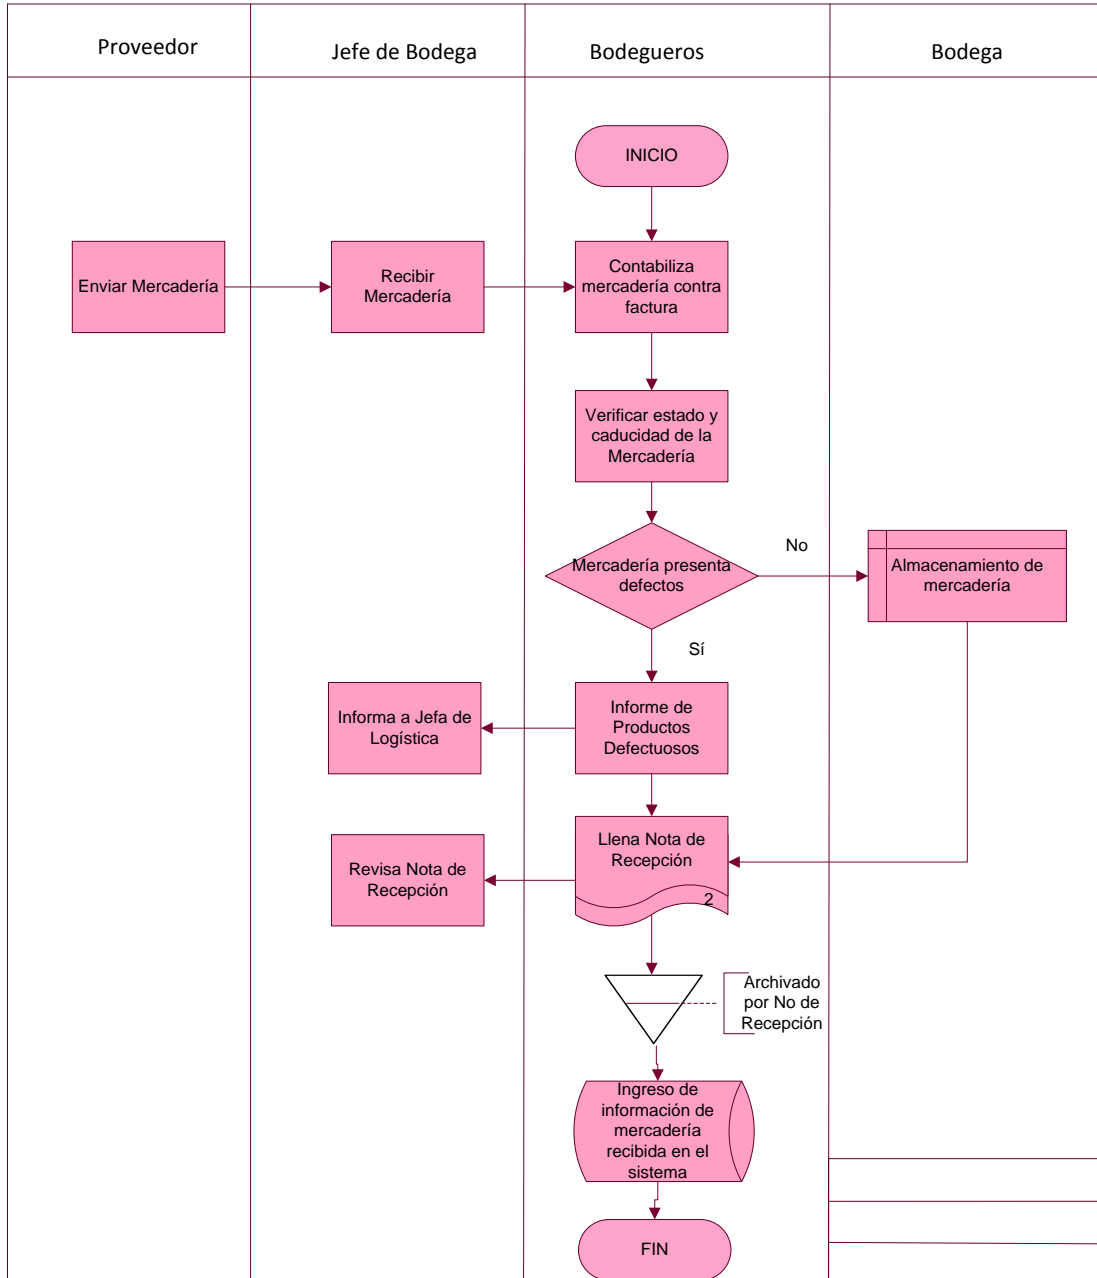 Proveedor
Jefe de Bodega
Bodegueros
Bodega
INICIO
Enviar Mercadería
Recibir
Mercadería
Contabiliza
mercadería contra
factura
Verificar estado y
caducidad de la
Mercadería
Mercadería presenta
defectos
No
Almacenamiento de
mercadería
Sí
Informa a Jefa de
Logística
Informe de
Productos
Defectuosos
Revisa Nota de
Recepción
Llena Nota de
Recepción
2
Archivado
por No de
Recepción
Ingreso de
información de
mercadería
recibida en el
sistema
FIN